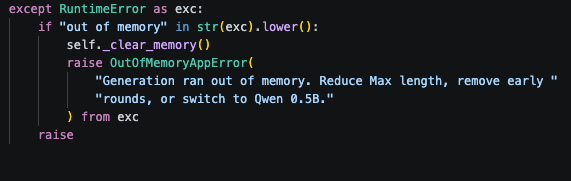 except RuntimeError as exc:
    if "out of memory" in str(exc).lower():
        self._clear_memory()
        raise OutOfMemoryAppError(
            "Generation ran out of memory. Reduce Max length, remove early "
            "rounds, or switch to Qwen 0.5B."
        ) from exc
    raise